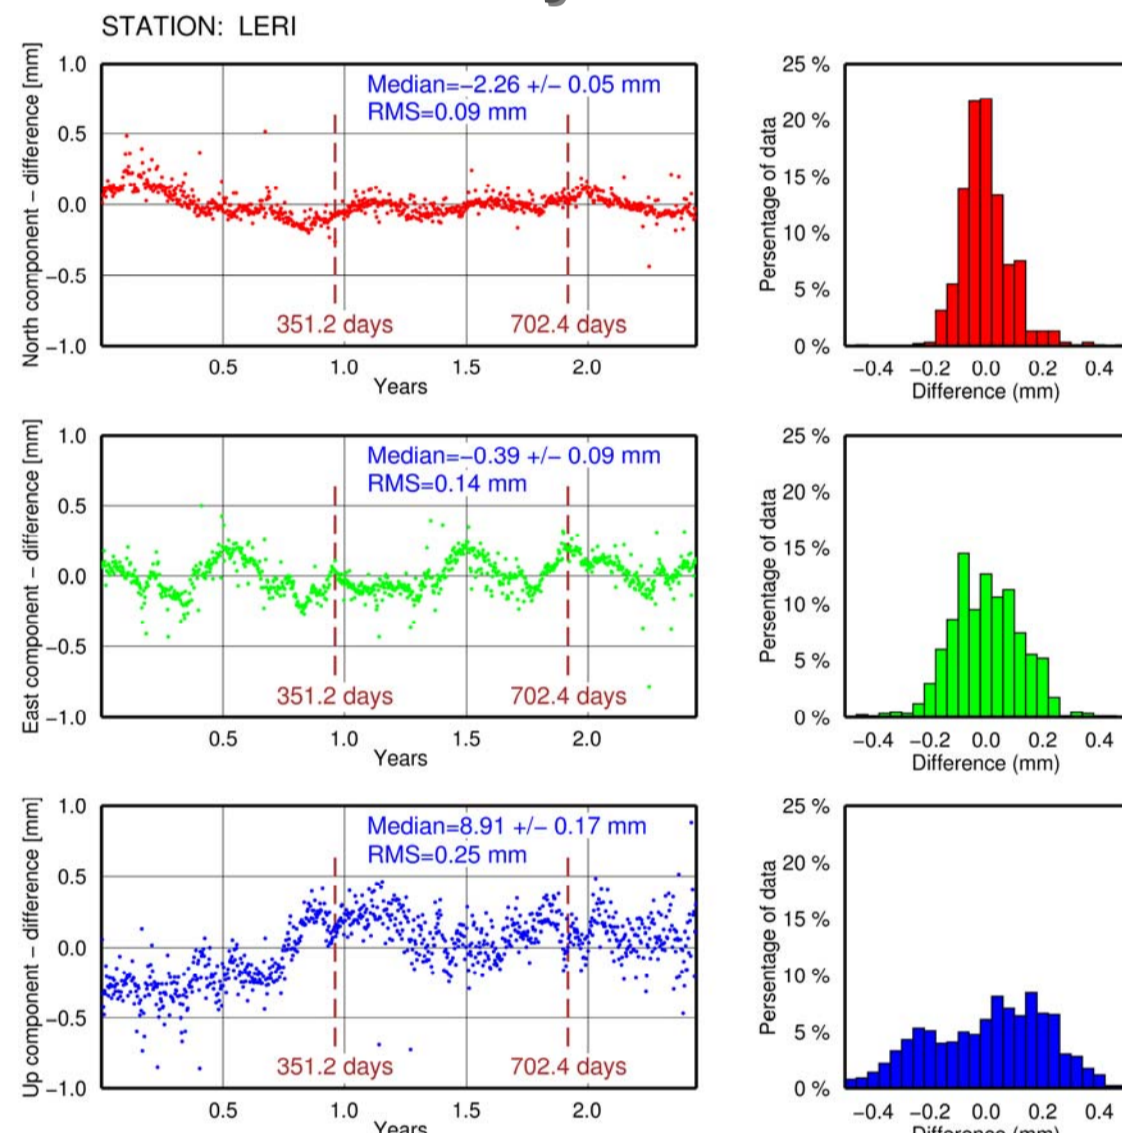 STATION:  LERI
North component − difference [mm]
1.0
0.5
0.0
−0.5
−1.0
Median=−2.26 +/− 0.05 mm
RMS=0.09 mm
351.2 days
702.4 days
0.5
1.0
1.5
2.0
Years
Persentage of data
25 %
20 %
15 %
10 %
5 %
0 %
−0.4
−0.2
0.0
0.2
0.4
Difference (mm)
East component − difference [mm]
1.0
0.5
0.0
−0.5
−1.0
Median=−0.39 +/− 0.09 mm
RMS=0.14 mm
351.2 days
702.4 days
0.5
1.0
1.5
2.0
Years
Persentage of data
25 %
20 %
15 %
10 %
5 %
0 %
−0.4
−0.2
0.0
0.2
0.4
Difference (mm)
Up component − difference [mm]
1.0
0.5
0.0
−0.5
−1.0
Median=8.91 +/− 0.17 mm
RMS=0.25 mm
351.2 days
702.4 days
0.5
1.0
1.5
2.0
Years
Persentage of data
25 %
20 %
15 %
10 %
5 %
0 %
−0.4
−0.2
0.0
0.2
0.4
Difference (mm)